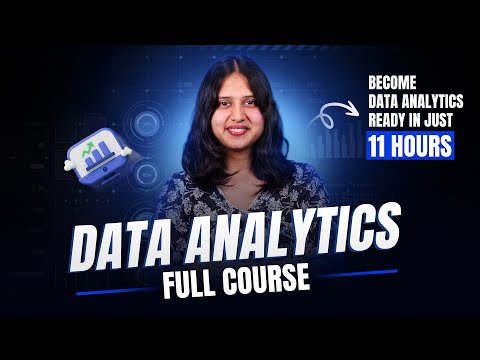 BECOME
DATA ANALYTICS
READY IN JUST
11 HOURS
DATA ANALYTICS
FULL COURSE